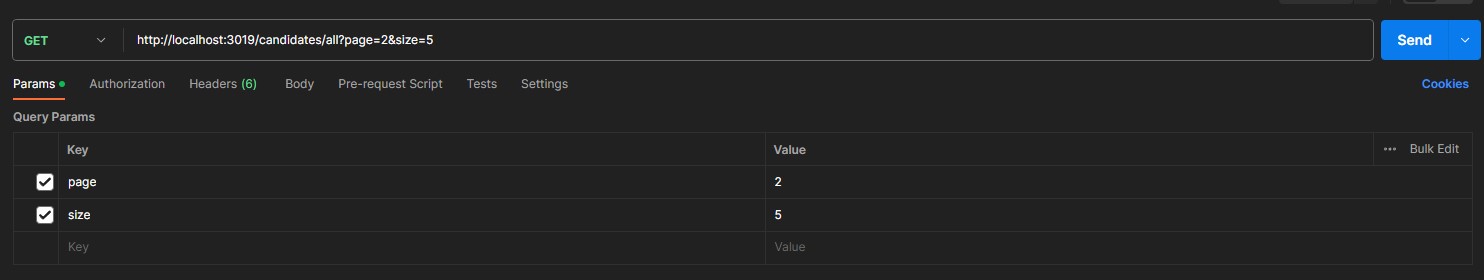 GET http://localhost:3019/candidates/all?page=2&size=5 Send
Params Authorization Headers (6) Body Pre-request Script Tests Settings Cookies
Query Params
Key Value ••• Bulk Edit
page 2
size 5
Key Value